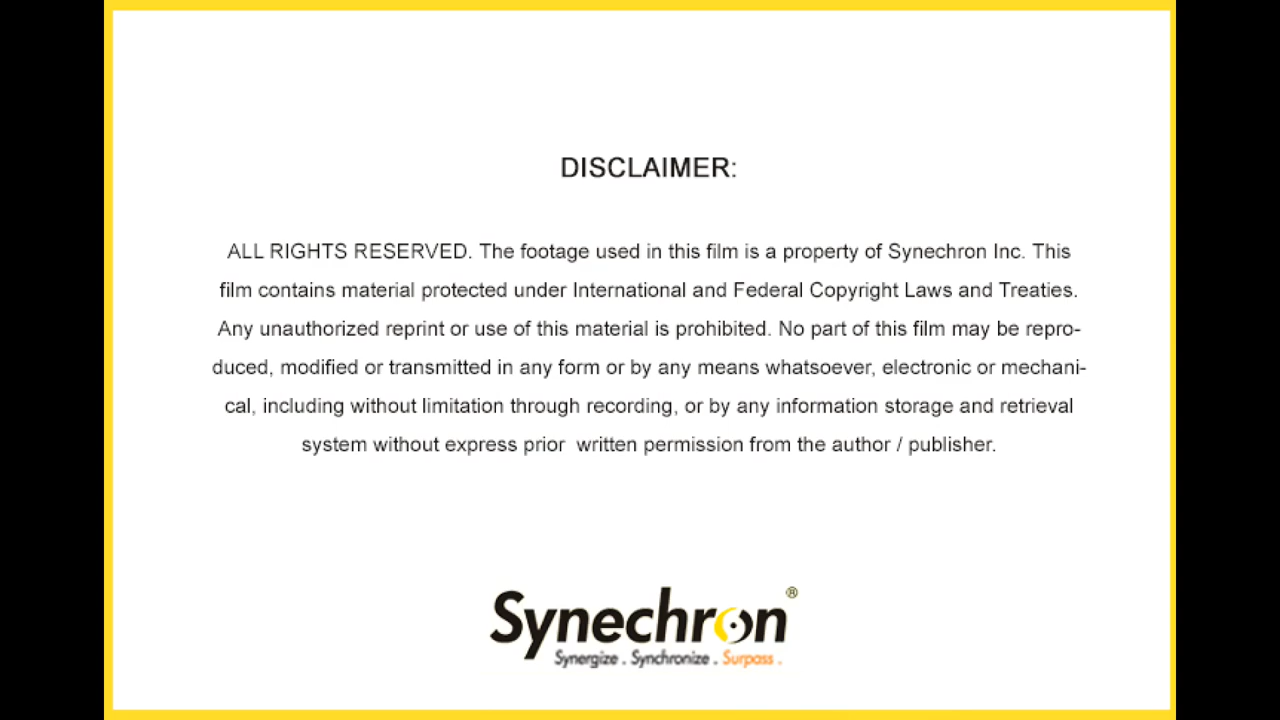 DISCLAIMER:
ALL RIGHTS RESERVED. The footage used in this film is a property of Synechron Inc. This
film contains material protected under International and Federal Copyright Laws and Treaties.
Any unauthorized reprint or use of this material is prohibited. No part of this film may be repro-
duced, modified or transmitted in any form or by any means whatsoever, electronic or mechani-
cal, including without limitation through recording, or by any information storage and retrieval
system without express prior  written permission from the author / publisher.
Synechron®
Synergize . Synchronize . Surpass .